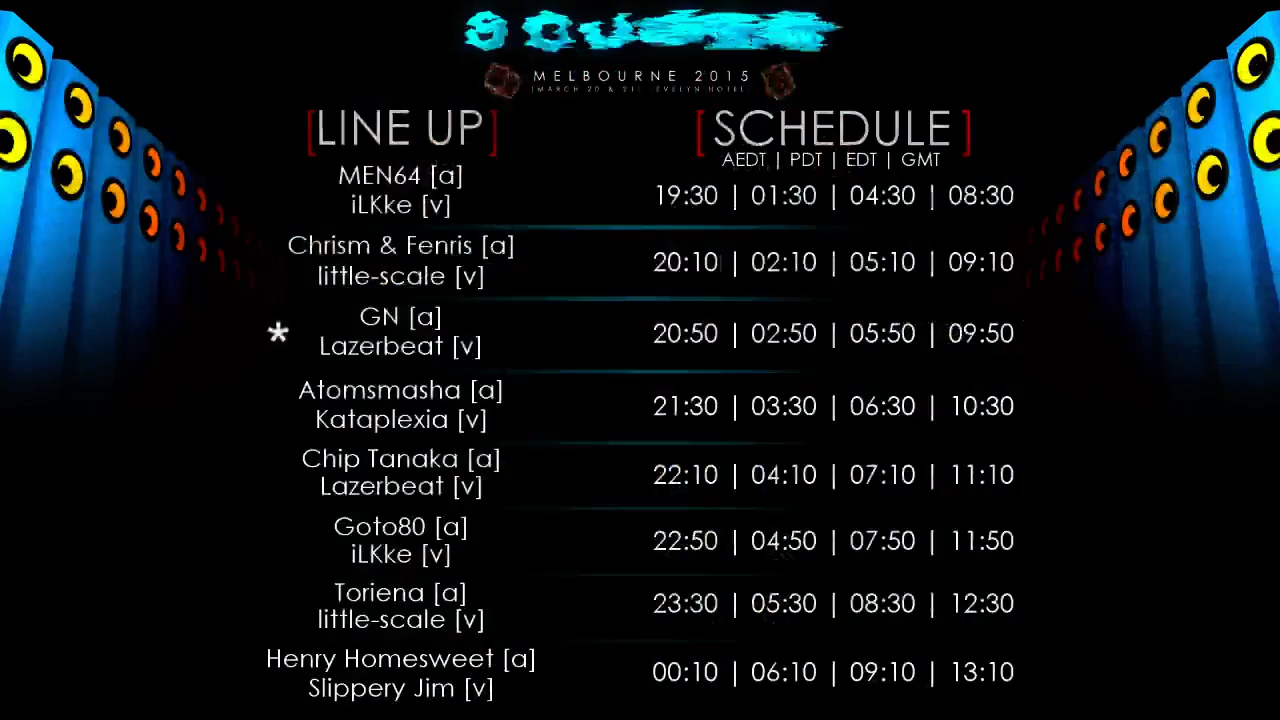 MELBOURNE 2015
[LINE UP]
[SCHEDULE]
AEDT | PDT | EDT | GMT
MEN64 [a]
iLKke [v]
19:30 | 01:30 | 04:30 | 08:30
Chrism & Fenris [a]
little-scale [v]
20:10 | 02:10 | 05:10 | 09:10
GN [a]
* Lazerbeat [v]
20:50 | 02:50 | 05:50 | 09:50
Atomsmasha [a]
Kataplexia [v]
21:30 | 03:30 | 06:30 | 10:30
Chip Tanaka [a]
Lazerbeat [v]
22:10 | 04:10 | 07:10 | 11:10
Goto80 [a]
iLKke [v]
22:50 | 04:50 | 07:50 | 11:50
Toriena [a]
little-scale [v]
23:30 | 05:30 | 08:30 | 12:30
Henry Homesweet [a]
Slippery Jim [v]
00:10 | 06:10 | 09:10 | 13:10